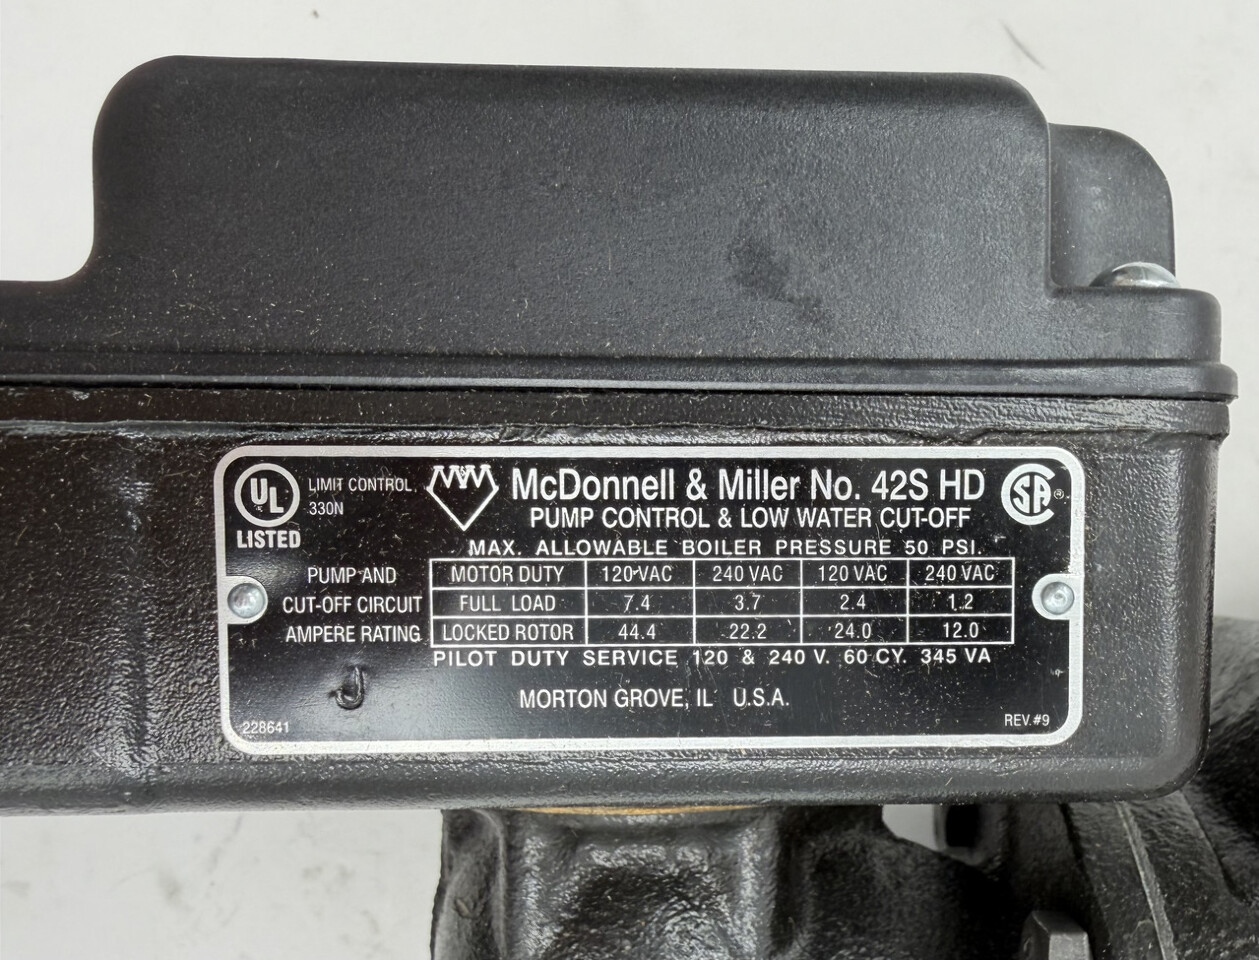 UL
LISTED
LIMIT CONTROL
330N
M&M
McDonnell & Miller No. 42S HD
PUMP CONTROL & LOW WATER CUT-OFF
SA®
MAX. ALLOWABLE BOILER PRESSURE 50 PSI.
PUMP AND
CUT-OFF CIRCUIT
AMPERE RATING
MOTOR DUTY 120 VAC 240 VAC 120 VAC 240 VAC
FULL LOAD 7.4 3.7 2.4 1.2
LOCKED ROTOR 44.4 22.2 24.0 12.0
PILOT DUTY SERVICE 120 & 240 V. 60 CY. 345 VA
J
MORTON GROVE, IL U.S.A.
228641
REV.#9